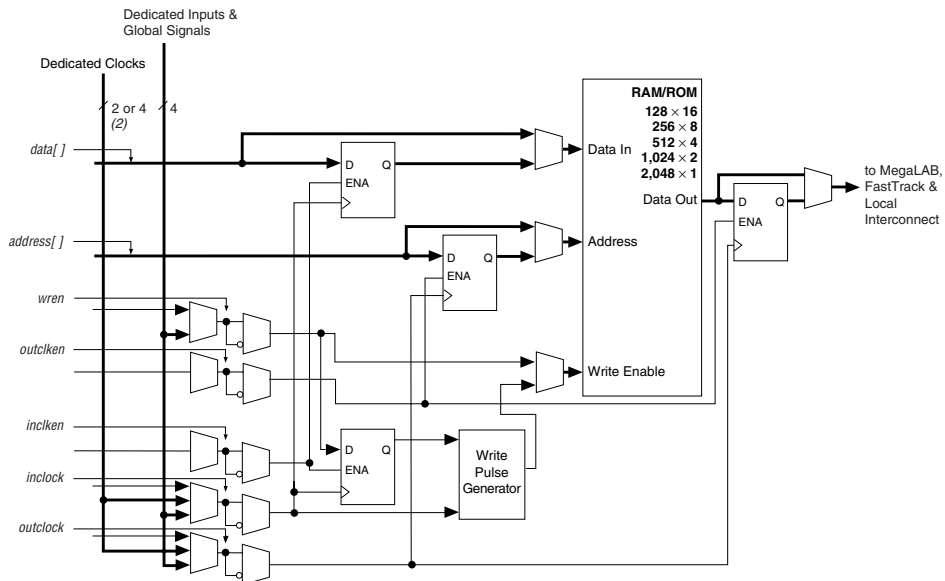 Dedicated Inputs &
Global Signals
Dedicated Clocks
2 or 4
(2)
4
RAM/ROM
128 × 16
256 × 8
512 × 4
1,024 × 2
2,048 × 1
data[ ]
D Q
ENA
Data In
Data Out
to MegaLAB,
FastTrack &
Local
Interconnect
D Q
ENA
address[ ]
D Q
ENA
Address
wren
outclken
Write Enable
inclken
D Q
ENA
Write
Pulse
Generator
inclock
outclock